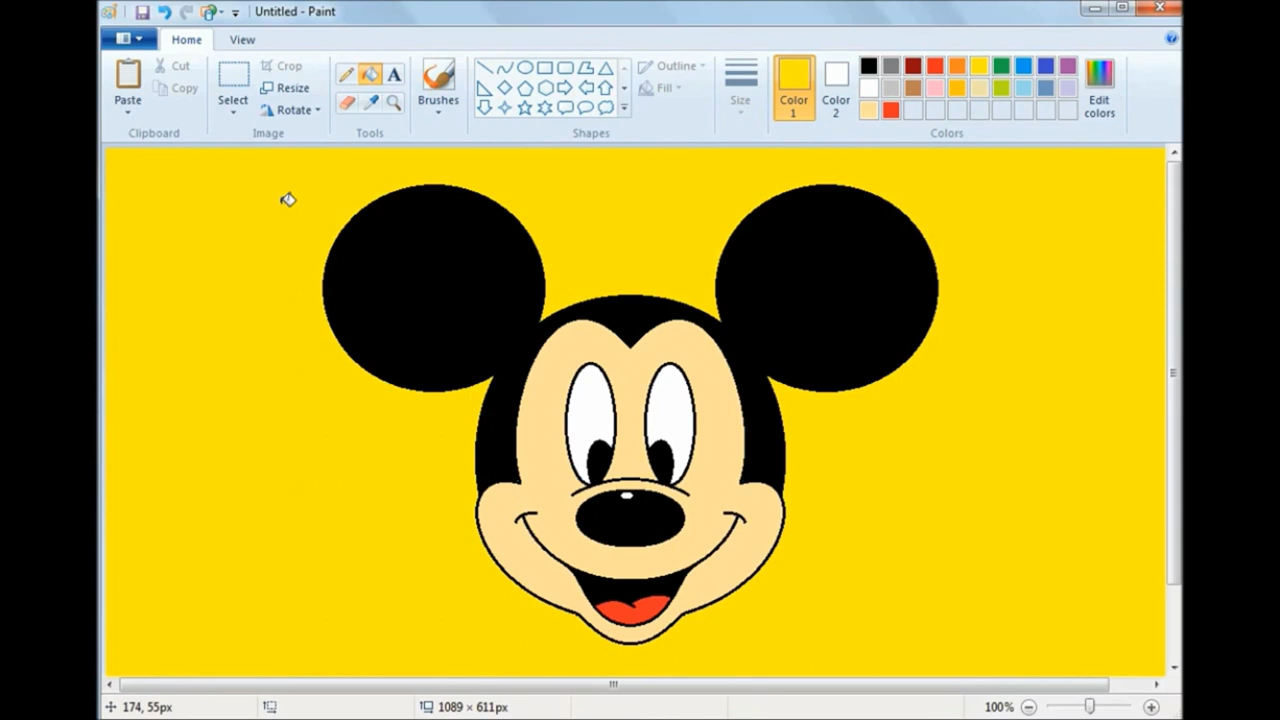 Untitled - Paint
Home View
Paste Cut Copy Select Crop Resize Rotate A Brushes Outline Fill Size Color 1 Color 2 Edit colors
Clipboard Image Tools Shapes Colors
174, 55px 1089 × 611px 100%